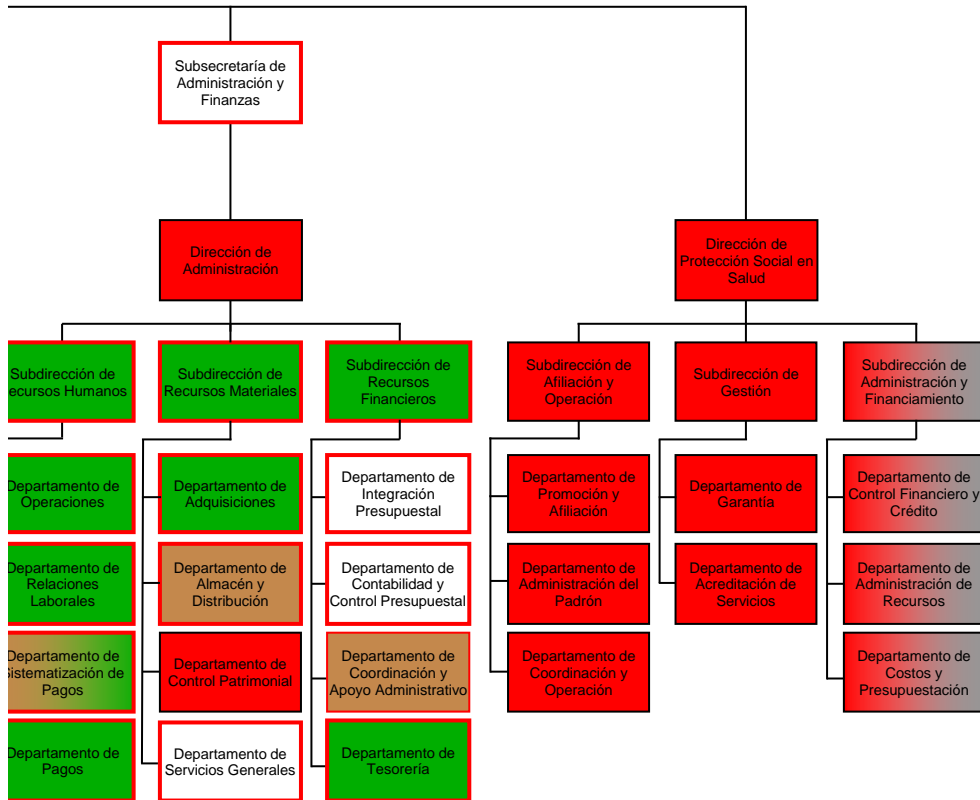 Subsecretaría de
Administración y
Finanzas
Dirección de
Administración
Dirección de
Protección Social en
Salud
Subdirección de
Recursos Humanos
Subdirección de
Recursos Materiales
Subdirección de
Recursos
Financieros
Subdirección de
Afiliación y
Operación
Subdirección de
Gestión
Subdirección de
Administración y
Financiamiento
Departamento de
Operaciones
Departamento de
Adquisiciones
Departamento de
Integración
Presupuestal
Departamento de
Promoción y
Afiliación
Departamento de
Garantía
Departamento de
Control Financiero y
Crédito
Departamento de
Relaciones
Laborales
Departamento de
Almacén y
Distribución
Departamento de
Contabilidad y
Control Presupuestal
Departamento de
Administración del
Padrón
Departamento de
Acreditación de
Servicios
Departamento de
Administración de
Recursos
Departamento de
Sistematización de
Pagos
Departamento de
Control Patrimonial
Departamento de
Coordinación y
Apoyo Administrativo
Departamento de
Coordinación y
Operación
Departamento de
Costos y
Presupuestación
Departamento de
Pagos
Departamento de
Servicios Generales
Departamento de
Tesorería